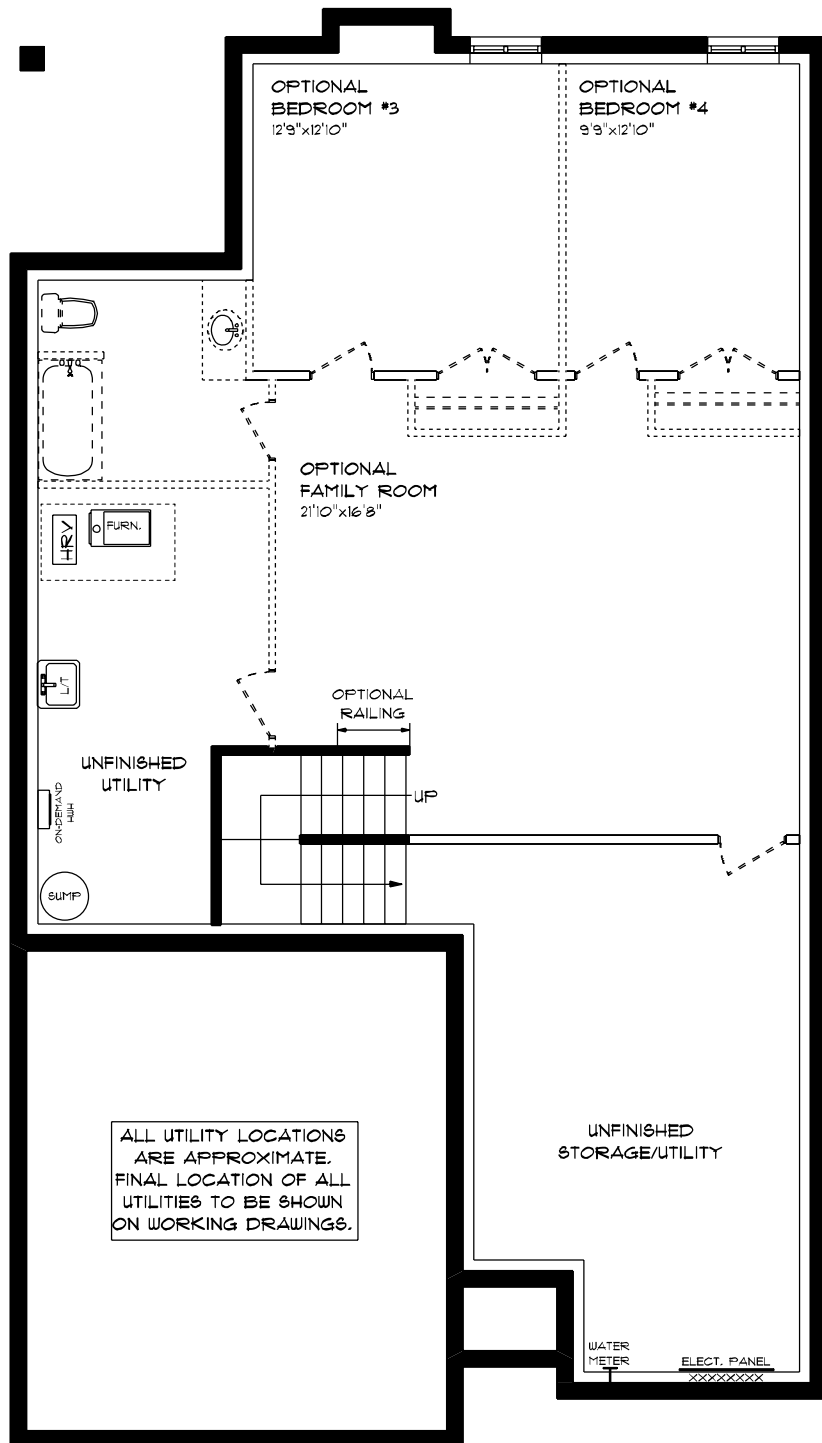 OPTIONAL
BEDROOM #3
12'9"x12'10"
OPTIONAL
BEDROOM #4
9'9"x12'10"
OPTIONAL
FAMILY ROOM
21'10"x16'8"
HRV
FURN.
L/T
OPTIONAL
RAILING
UNFINISHED
UTILITY
UP
ON-DEMAND
HWH
SUMP
ALL UTILITY LOCATIONS
ARE APPROXIMATE.
FINAL LOCATION OF ALL
UTILITIES TO BE SHOWN
ON WORKING DRAWINGS.
UNFINISHED
STORAGE/UTILITY
WATER
METER
ELECT. PANEL